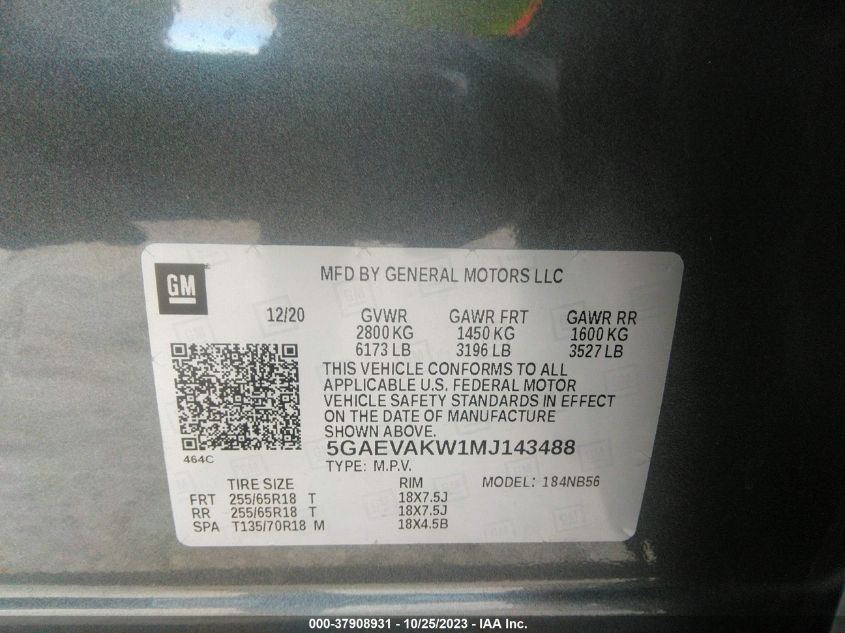 GM
MFD BY GENERAL MOTORS LLC
12/20 GVWR GAWR FRT GAWR RR
2800 KG 1450 KG 1600 KG
6173 LB 3196 LB 3527 LB
THIS VEHICLE CONFORMS TO ALL
APPLICABLE U.S. FEDERAL MOTOR
VEHICLE SAFETY STANDARDS IN EFFECT
ON THE DATE OF MANUFACTURE
SHOWN ABOVE.
464C
5GAEVAKW1MJ143488
TYPE: M.P.V.
TIRE SIZE RIM MODEL: 184NB56
FRT 255/65R18 T 18X7.5J
RR 255/65R18 T 18X7.5J
SPA T135/70R18 M 18X4.5B
000-37908931 - 10/25/2023 - © IAA Inc.